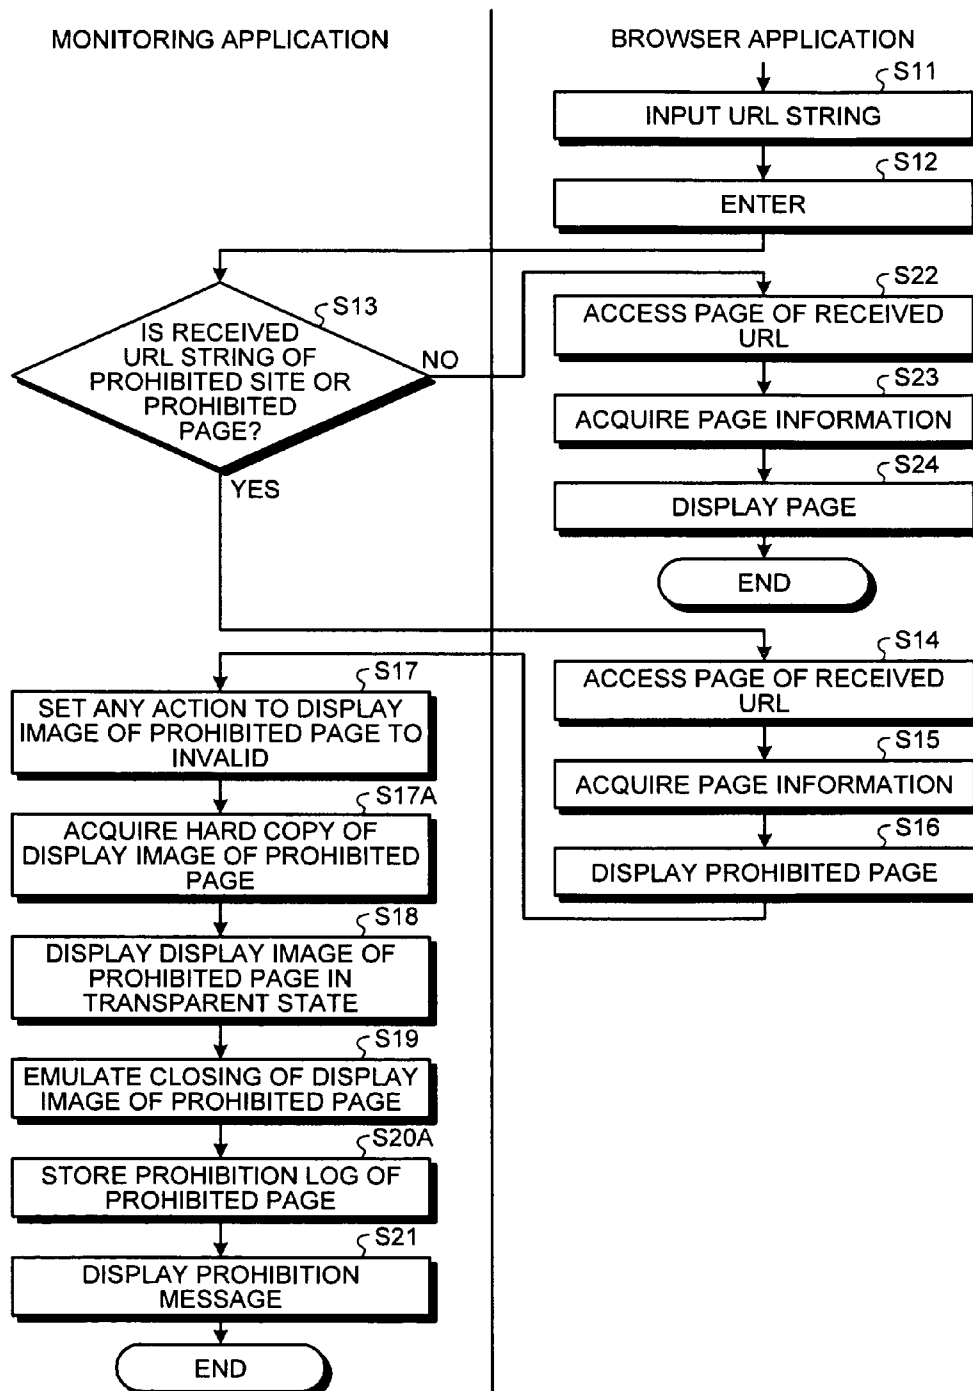 MONITORING APPLICATION
BROWSER APPLICATION
S11
INPUT URL STRING
S12
ENTER
S13
IS RECEIVED
URL STRING OF
PROHIBITED SITE OR
PROHIBITED
PAGE?
NO
YES
S22
ACCESS PAGE OF RECEIVED
URL
S23
ACQUIRE PAGE INFORMATION
S24
DISPLAY PAGE
END
S14
ACCESS PAGE OF RECEIVED
URL
S15
ACQUIRE PAGE INFORMATION
S16
DISPLAY PROHIBITED PAGE
S17
SET ANY ACTION TO DISPLAY
IMAGE OF PROHIBITED PAGE TO
INVALID
S17A
ACQUIRE HARD COPY OF
DISPLAY IMAGE OF PROHIBITED
PAGE
S18
DISPLAY DISPLAY IMAGE OF
PROHIBITED PAGE IN
TRANSPARENT STATE
S19
EMULATE CLOSING OF DISPLAY
IMAGE OF PROHIBITED PAGE
S20A
STORE PROHIBITION LOG OF
PROHIBITED PAGE
S21
DISPLAY PROHIBITION
MESSAGE
END